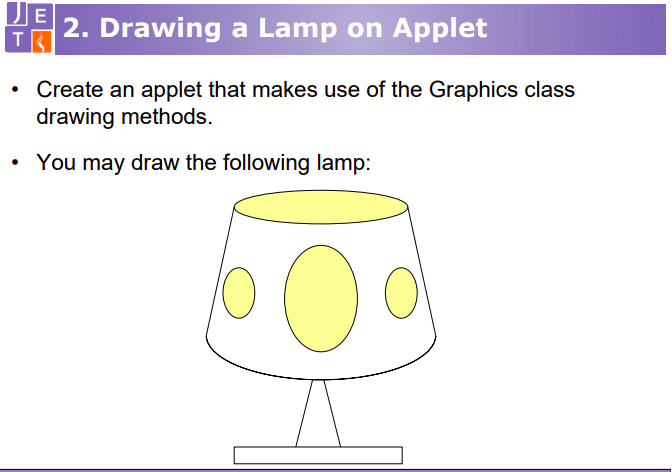 J E
T S
2. Drawing a Lamp on Applet
• Create an applet that makes use of the Graphics class
drawing methods.
• You may draw the following lamp: